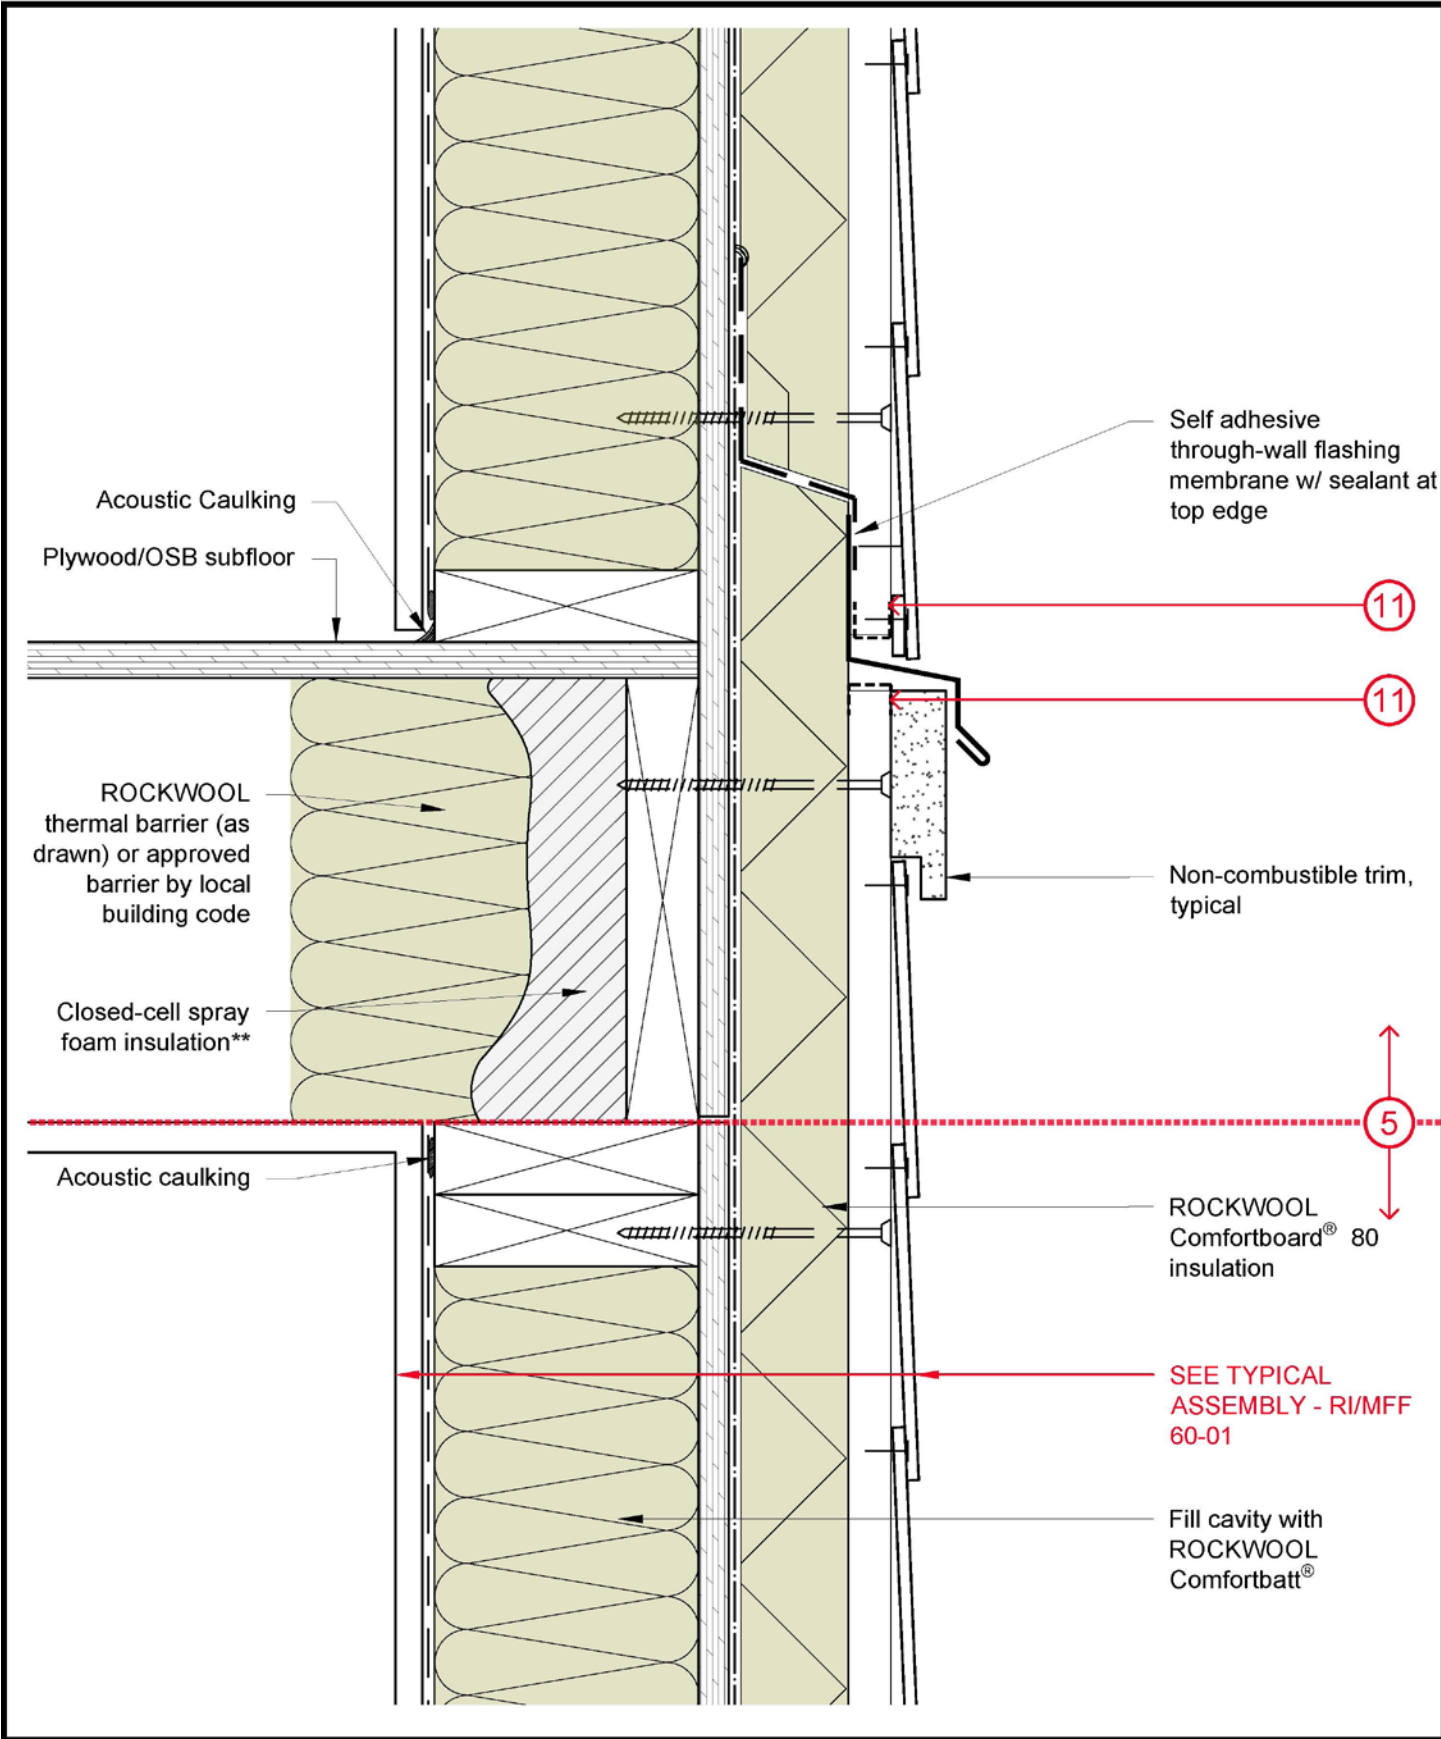 Self adhesive
through-wall flashing
membrane w/ sealant at
top edge
Acoustic Caulking
Plywood/OSB subfloor
11
11
ROCKWOOL
thermal barrier (as
drawn) or approved
barrier by local
building code
Non-combustible trim,
typical
Closed-cell spray
foam insulation**
5
Acoustic caulking
ROCKWOOL
Comfortboard® 80
insulation
SEE TYPICAL
ASSEMBLY - RI/MFF
60-01
Fill cavity with
ROCKWOOL
Comfortbatt®